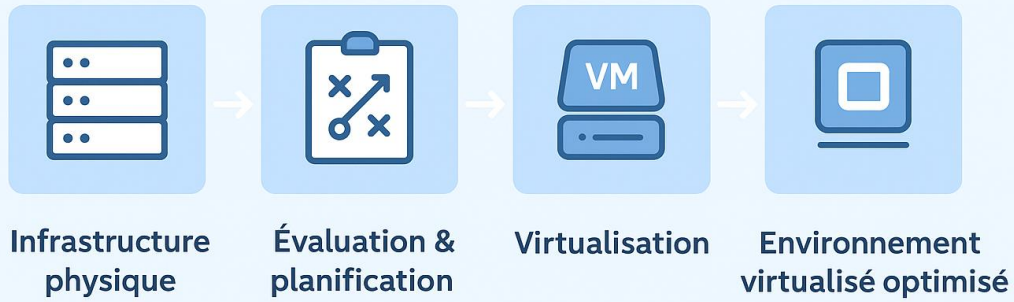 VM
Infrastructure
physique
Évaluation &
planification
Virtualisation
Environnement
virtualisé optimisé